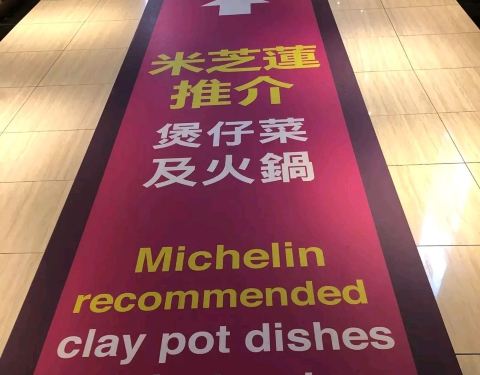 米芝蓮
推介
煲仔菜
及火鍋
Michelin
recommended
clay pot dishes